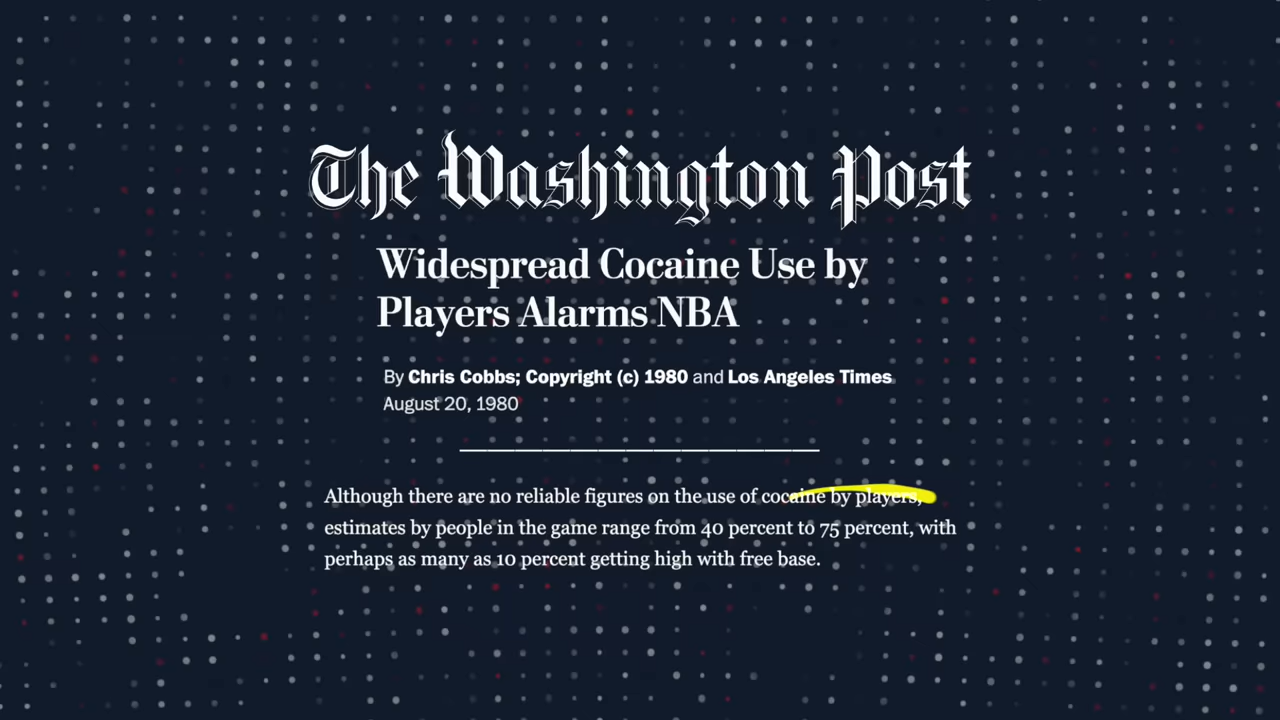 The Washington Post
Widespread Cocaine Use by
Players Alarms NBA
By Chris Cobbs; Copyright (c) 1980 and Los Angeles Times
August 20, 1980
Although there are no reliable figures on the use of cocaine by players,
estimates by people in the game range from 40 percent to 75 percent, with
perhaps as many as 10 percent getting high with free base.